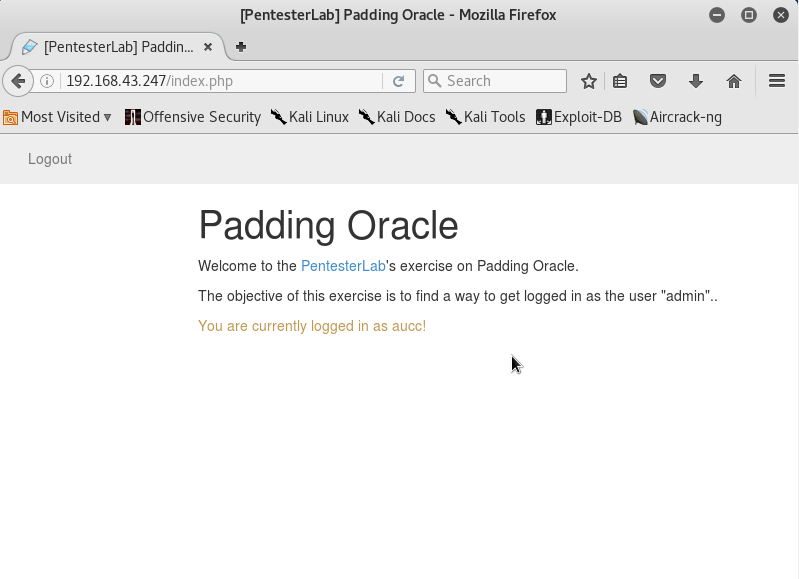 [PentesterLab] Padding Oracle - Mozilla Firefox
[PentesterLab] Paddin...
192.168.43.247/index.php
Search
Most Visited
Offensive Security
Kali Linux
Kali Docs
Kali Tools
Exploit-DB
Aircrack-ng
Logout
Padding Oracle
Welcome to the PentesterLab's exercise on Padding Oracle.
The objective of this exercise is to find a way to get logged in as the user "admin"..
You are currently logged in as aucc!